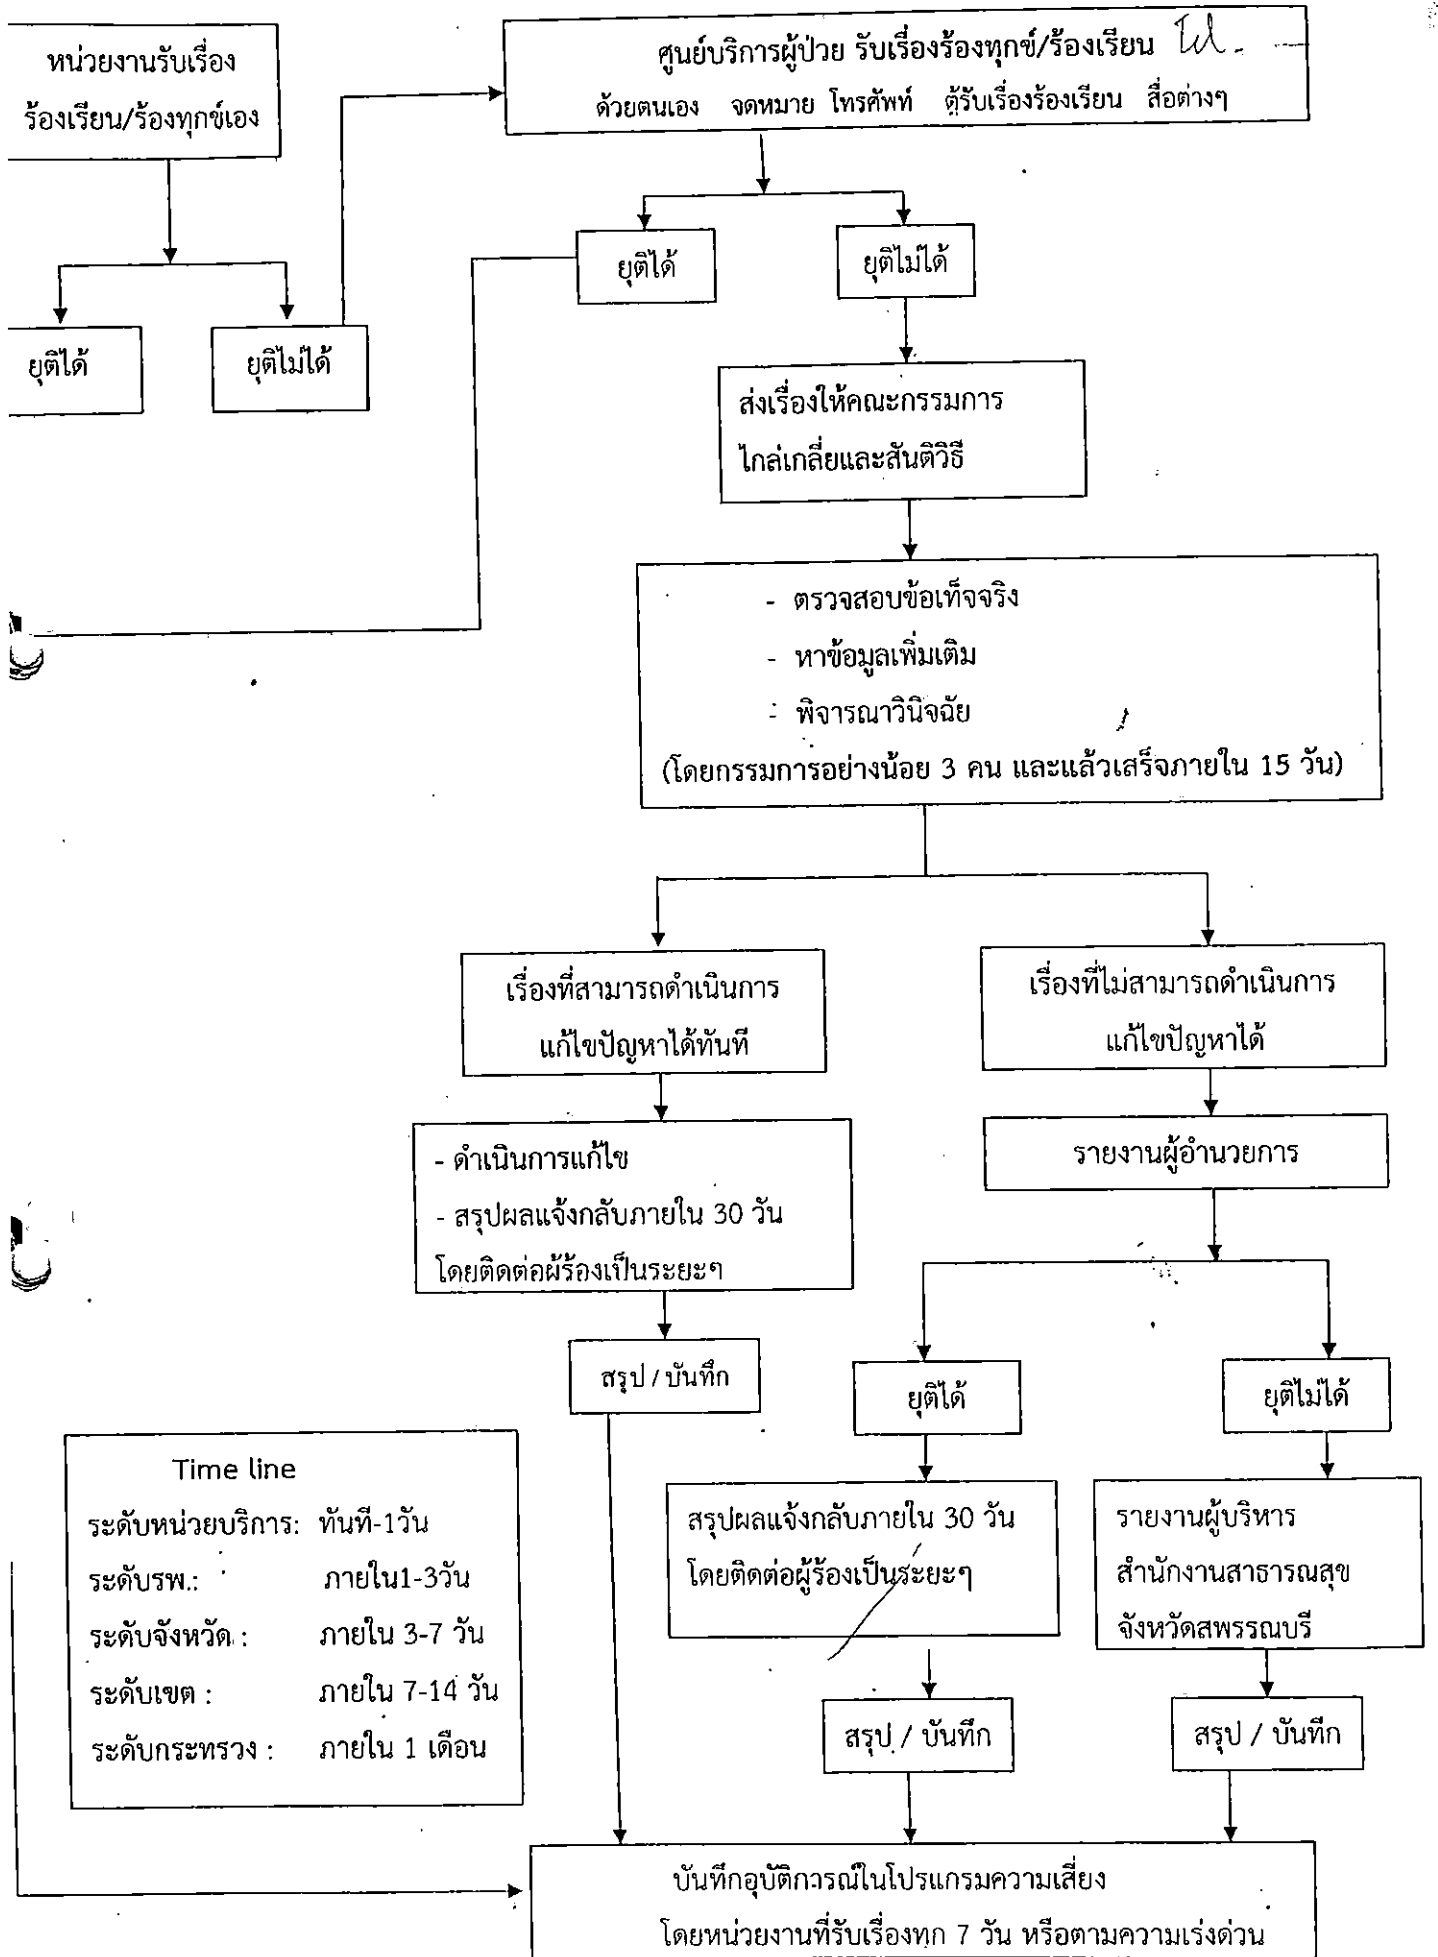 หน่วยงานรับเรื่อง
ร้องเรียน/ร้องทุกข์เอง
ศูนย์บริการผู้ป่วย รับเรื่องร้องทุกข์/ร้องเรียน Tel.
ด้วยตนเอง จดหมาย โทรศัพท์ ตู้รับเรื่องร้องเรียน สื่อต่างๆ
ยุติได้
ยุติไม่ได้
ยุติได้
ยุติไม่ได้
ส่งเรื่องให้คณะกรรมการ
ไกล่เกลี่ยและสันติวิธี
- ตรวจสอบข้อเท็จจริง
- หาข้อมูลเพิ่มเติม
- พิจารณาวินิจฉัย
(โดยกรรมการอย่างน้อย 3 คน และแล้วเสร็จภายใน 15 วัน)
เรื่องที่สามารถดำเนินการ
แก้ไขปัญหาได้ทันที
เรื่องที่ไม่สามารถดำเนินการ
แก้ไขปัญหาได้
- ดำเนินการแก้ไข
- สรุปผลแจ้งกลับภายใน 30 วัน
โดยติดต่อผู้ร้องเป็นระยะๆ
รายงานผู้อำนวยการ
สรุป / บันทึก
ยุติได้
ยุติไม่ได้
สรุปผลแจ้งกลับภายใน 30 วัน
โดยติดต่อผู้ร้องเป็นระยะๆ
รายงานผู้บริหาร
สำนักงานสาธารณสุข
จังหวัดสุพรรณบุรี
Time line
ระดับหน่วยบริการ: ทันที-1วัน
ระดับรพ.: ภายใน1-3วัน
ระดับจังหวัด : ภายใน 3-7 วัน
ระดับเขต : ภายใน 7-14 วัน
ระดับกระทรวง : ภายใน 1 เดือน
สรุป / บันทึก
สรุป / บันทึก
บันทึกอุบัติการณ์ในโปรแกรมความเสี่ยง
โดยหน่วยงานที่รับเรื่องทุก 7 วัน หรือตามความเร่งด่วน